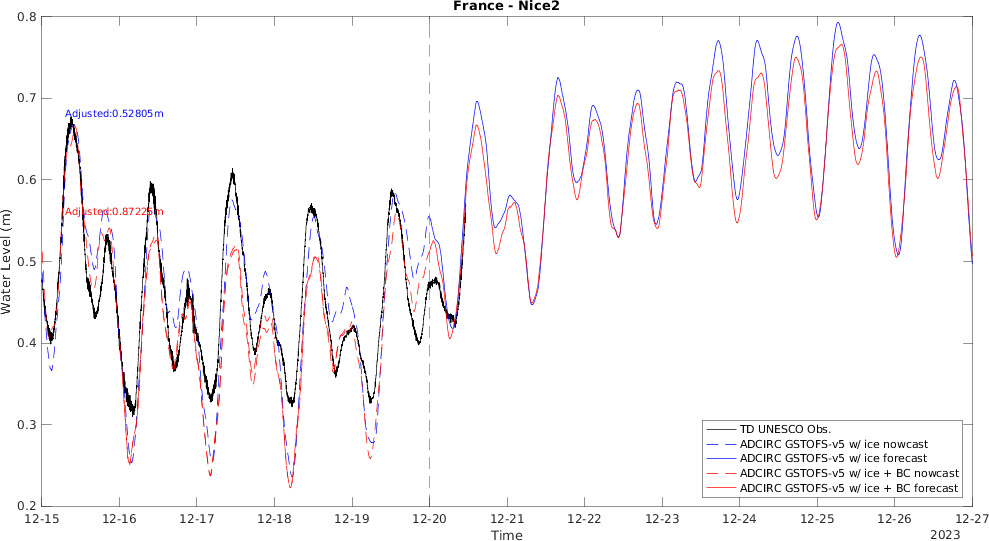 France - Nice2
0.8
0.7
0.6
0.5
0.4
0.3
0.2
Water Level (m)
Adjusted:0.52805m
Adjusted:0.87225m
TD UNESCO Obs.
ADCIRC GSTOFS-v5 w/ ice nowcast
ADCIRC GSTOFS-v5 w/ ice forecast
ADCIRC GSTOFS-v5 w/ ice + BC nowcast
ADCIRC GSTOFS-v5 w/ ice + BC forecast
12-15 12-16 12-17 12-18 12-19 12-20 12-21 12-22 12-23 12-24 12-25 12-26 12-27
Time
2023